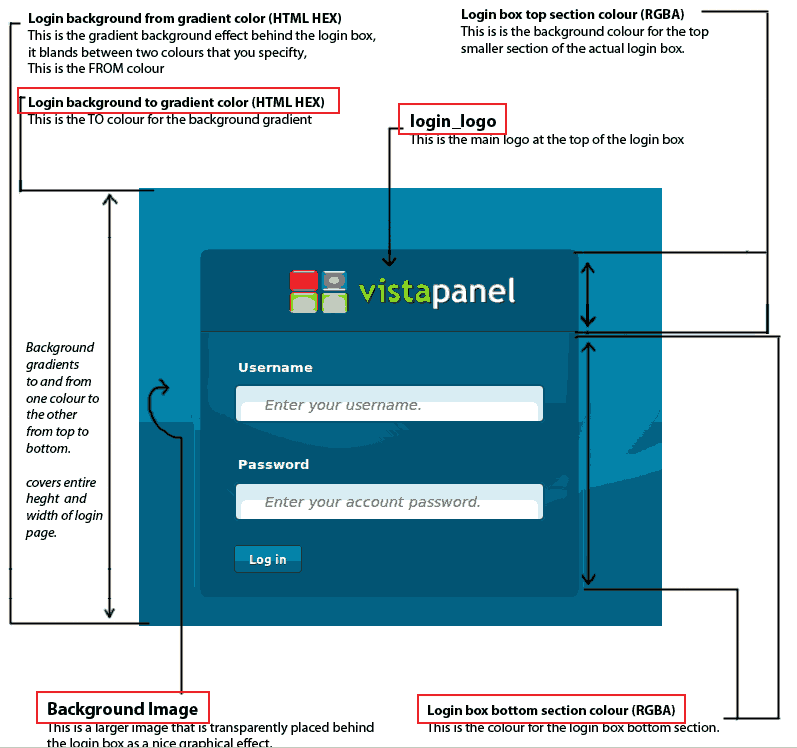 Login background from gradient color (HTML HEX)
This is the gradient background effect behind the login box,
it blands between two colours that you specifty,
This is the FROM colour
Login background to gradient color (HTML HEX)
This is the TO colour for the background gradient
Login box top section colour (RGBA)
This is is the background colour for the top
smaller section of the actual login box.
login_logo
This is the main logo at the top of the login box
vistapanel
Username
Enter your username.
Password
Enter your account password.
Log in
Background
gradients
to and from
one colour to
the other
from top to
bottom.
covers entire
heght and
width of login
page.
Background Image
This is a larger image that is transparently placed behind
the login box as a nice graphical effect.
Login box bottom section colour (RGBA)
This is the colour for the login box bottom section.